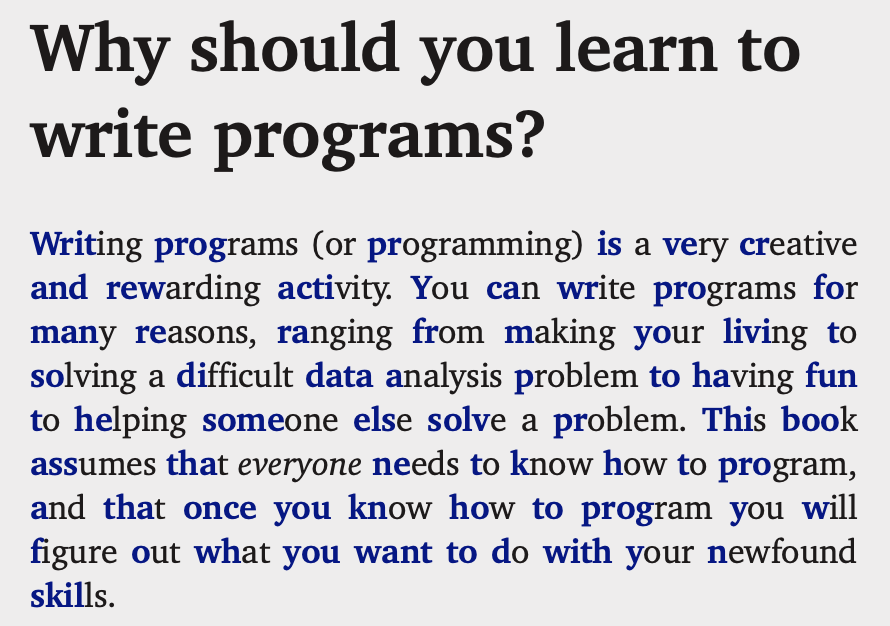 Why should you learn to
write programs?
Writing programs (or programming) is a very creative
and rewarding activity. You can write programs for
many reasons, ranging from making your living to
solving a difficult data analysis problem to having fun
to helping someone else solve a problem. This book
assumes that everyone needs to know how to program,
and that once you know how to program you will
figure out what you want to do with your newfound
skills.